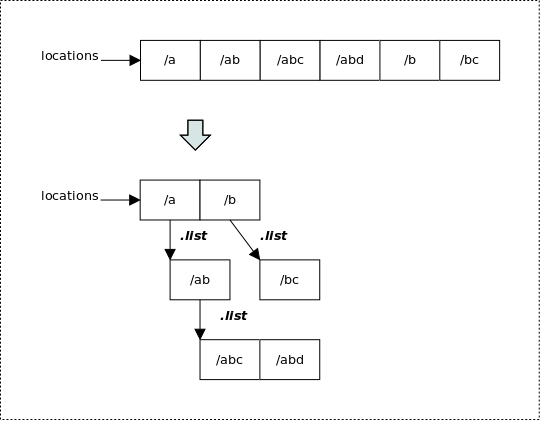 locations /a /ab /abc /abd /b /bc
locations /a /b
.list .list
/ab /bc
.list
/abc /abd